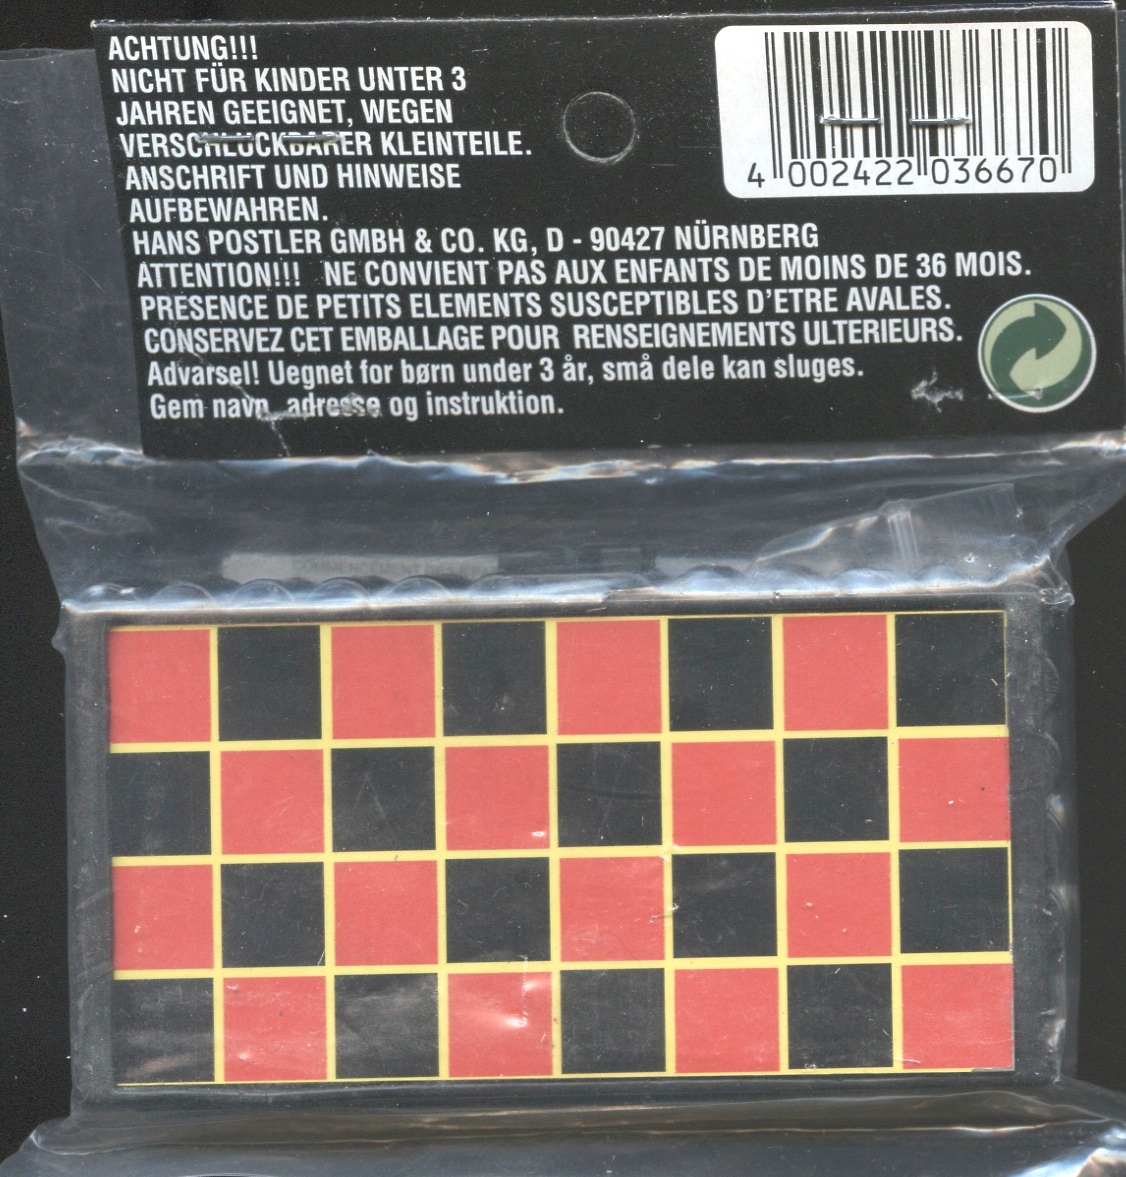 ACHTUNG!!!
NICHT FÜR KINDER UNTER 3
JAHREN GEEIGNET, WEGEN
VERSCHLUCKBARER KLEINTEILE.
ANSCHRIFT UND HINWEISE
AUFBEWAHREN.
HANS POSTLER GMBH & CO. KG, D - 90427 NÜRNBERG
ATTENTION!!! NE CONVIENT PAS AUX ENFANTS DE MOINS DE 36 MOIS.
PRESENCE DE PETITS ELEMENTS SUSCEPTIBLES D'ETRE AVALES.
CONSERVEZ CET EMBALLAGE POUR RENSEIGNEMENTS ULTERIEURS.
Advarsel! Uegnet for børn under 3 år, små dele kan sluges.
Gem navn, adresse og instruktion.
4 002422 036670